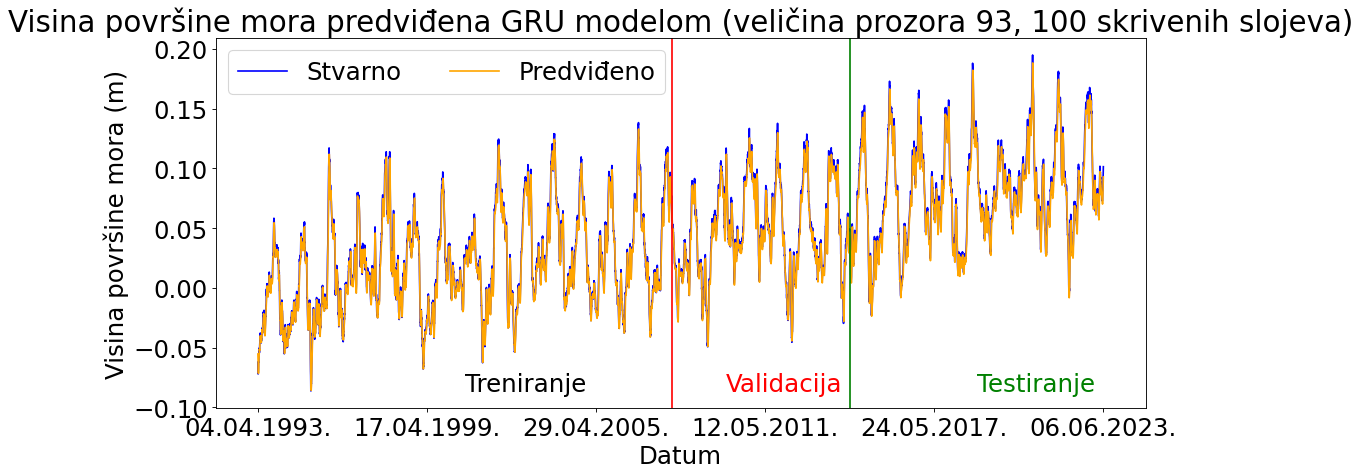 Visina površine mora predviđena GRU modelom (veličina prozora 93, 100 skrivenih slojeva)
Stvarno Predviđeno
Visina površine mora (m)
0.20
0.15
0.10
0.05
0.00
−0.05
−0.10
Treniranje Validacija Testiranje
04.04.1993. 17.04.1999. 29.04.2005. 12.05.2011. 24.05.2017. 06.06.2023.
Datum